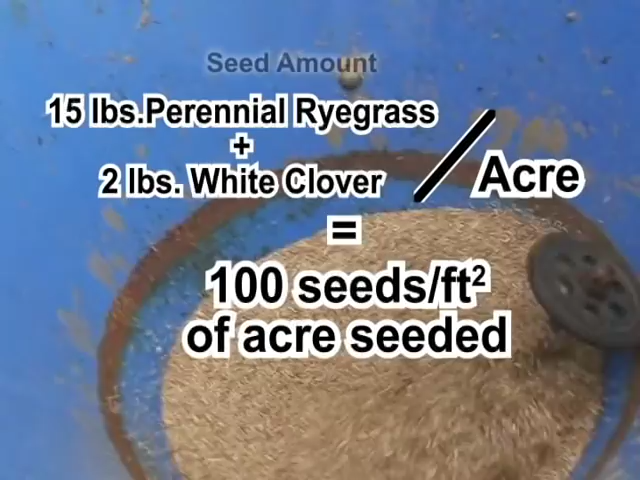 Seed Amount
15 lbs.Perennial Ryegrass
+
2 lbs. White Clover
/ Acre
=
100 seeds/ft²
of acre seeded